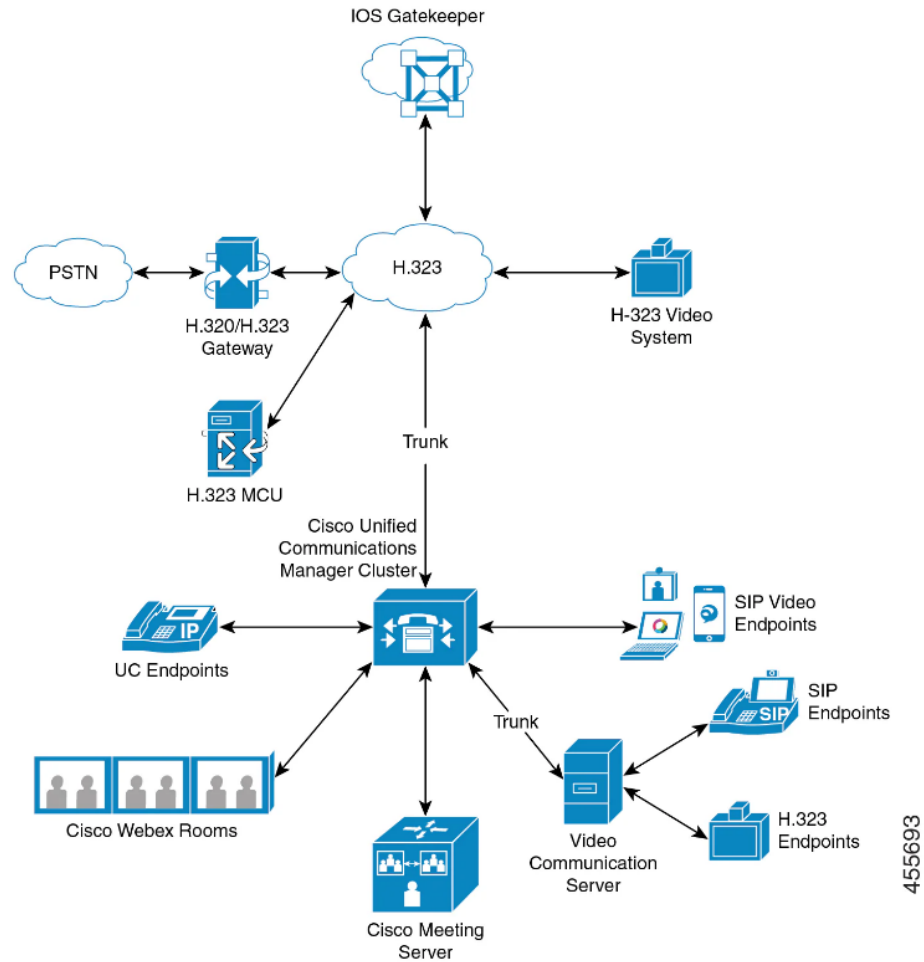 IOS Gatekeeper
PSTN
H.323
H.320/H.323
Gateway
H-323 Video
System
H.323 MCU
Trunk
Cisco Unified
Communications
Manager Cluster
IP
UC Endpoints
SIP Video
Endpoints
Trunk
SIP
SIP
Endpoints
Cisco Webex Rooms
Video
Communication
Server
H.323
Endpoints
Cisco Meeting
Server
455693